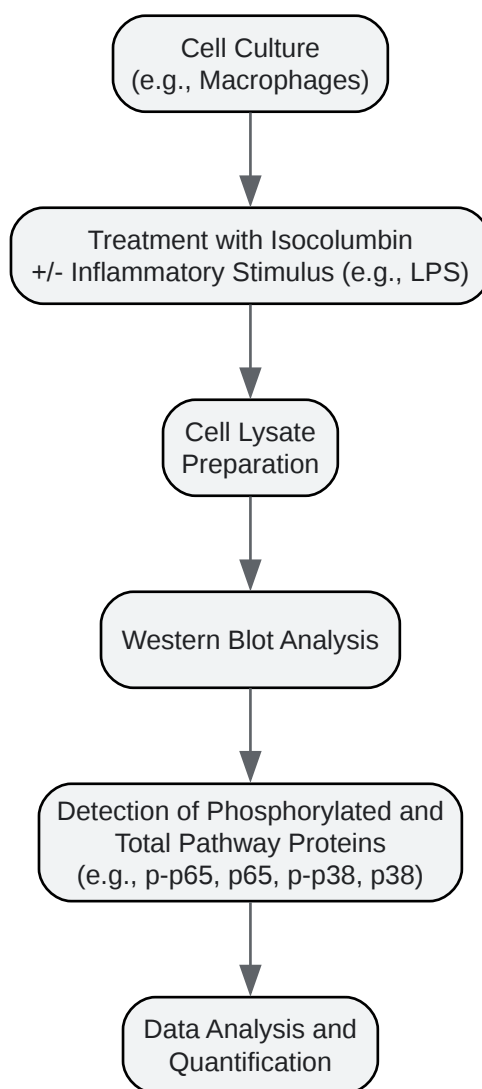 Cell Culture
(e.g., Macrophages)
Treatment with Isocolumbin
+/- Inflammatory Stimulus (e.g., LPS)
Cell Lysate
Preparation
Western Blot Analysis
Detection of Phosphorylated and
Total Pathway Proteins
(e.g., p-p65, p65, p-p38, p38)
Data Analysis and
Quantification